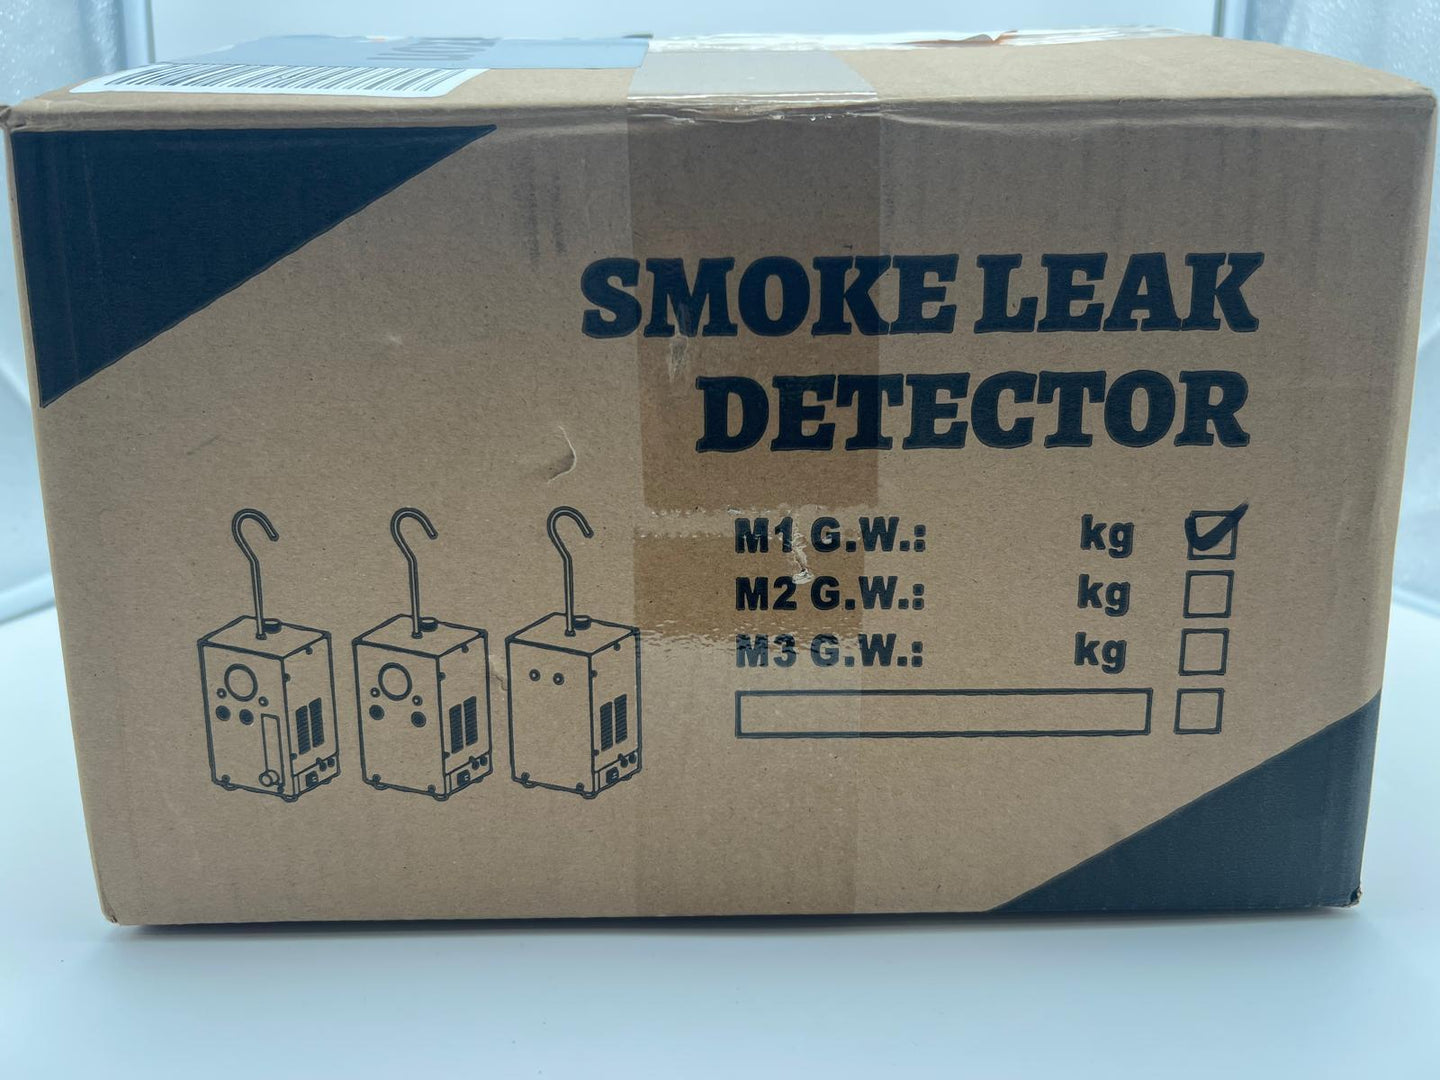 SMOKE LEAK
DETECTOR
M1 G.W.: kg
M2 G.W.: kg
M3 G.W.: kg